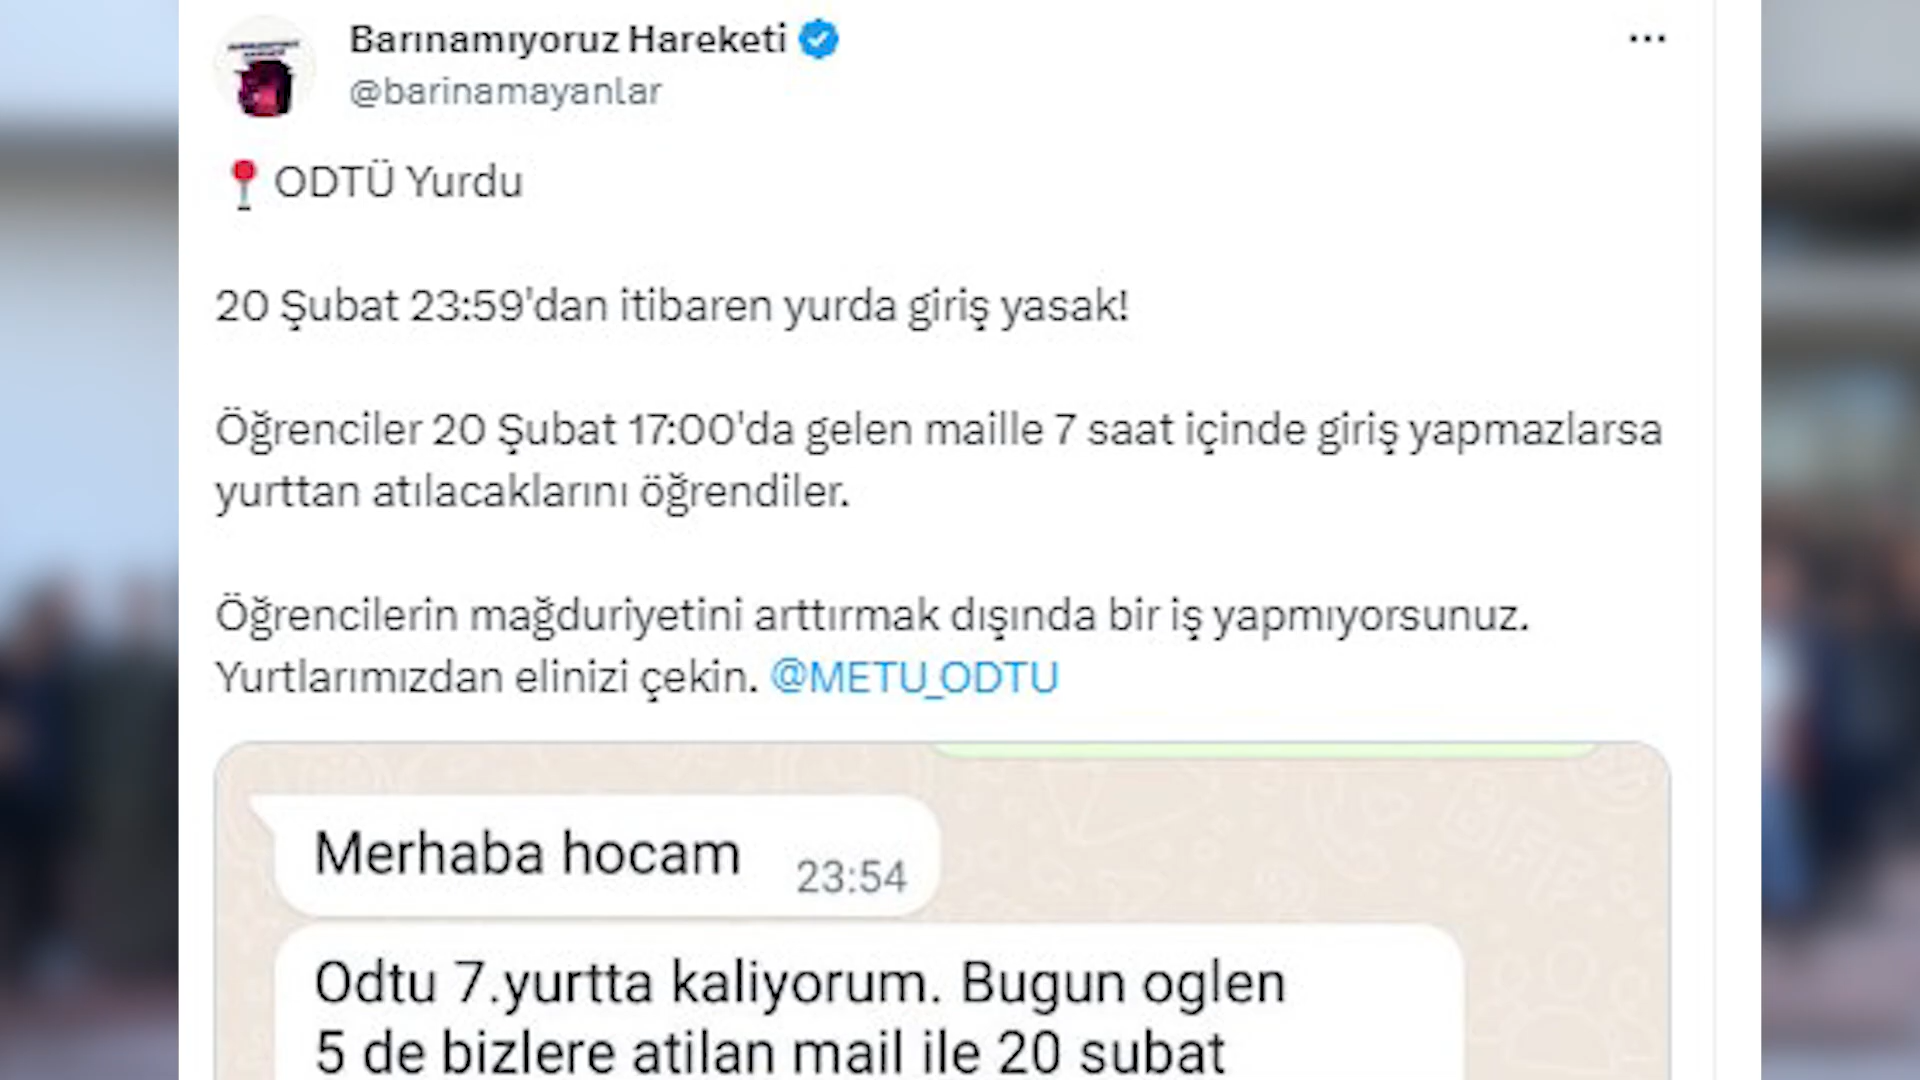 Barınamıyoruz Hareketi
@barinamayanlar
ODTÜ Yurdu
20 Şubat 23:59'dan itibaren yurda giriş yasak!
Öğrenciler 20 Şubat 17:00'da gelen maille 7 saat içinde giriş yapmazlarsa
yurttan atılacaklarını öğrendiler.
Öğrencilerin mağduriyetini arttırmak dışında bir iş yapmıyorsunuz.
Yurtlarımızdan elinizi çekin. @METU_ODTU
Merhaba hocam 23:54
Odtu 7.yurtta kaliyorum. Bugun oglen
5 de bizlere atilan mail ile 20 subat